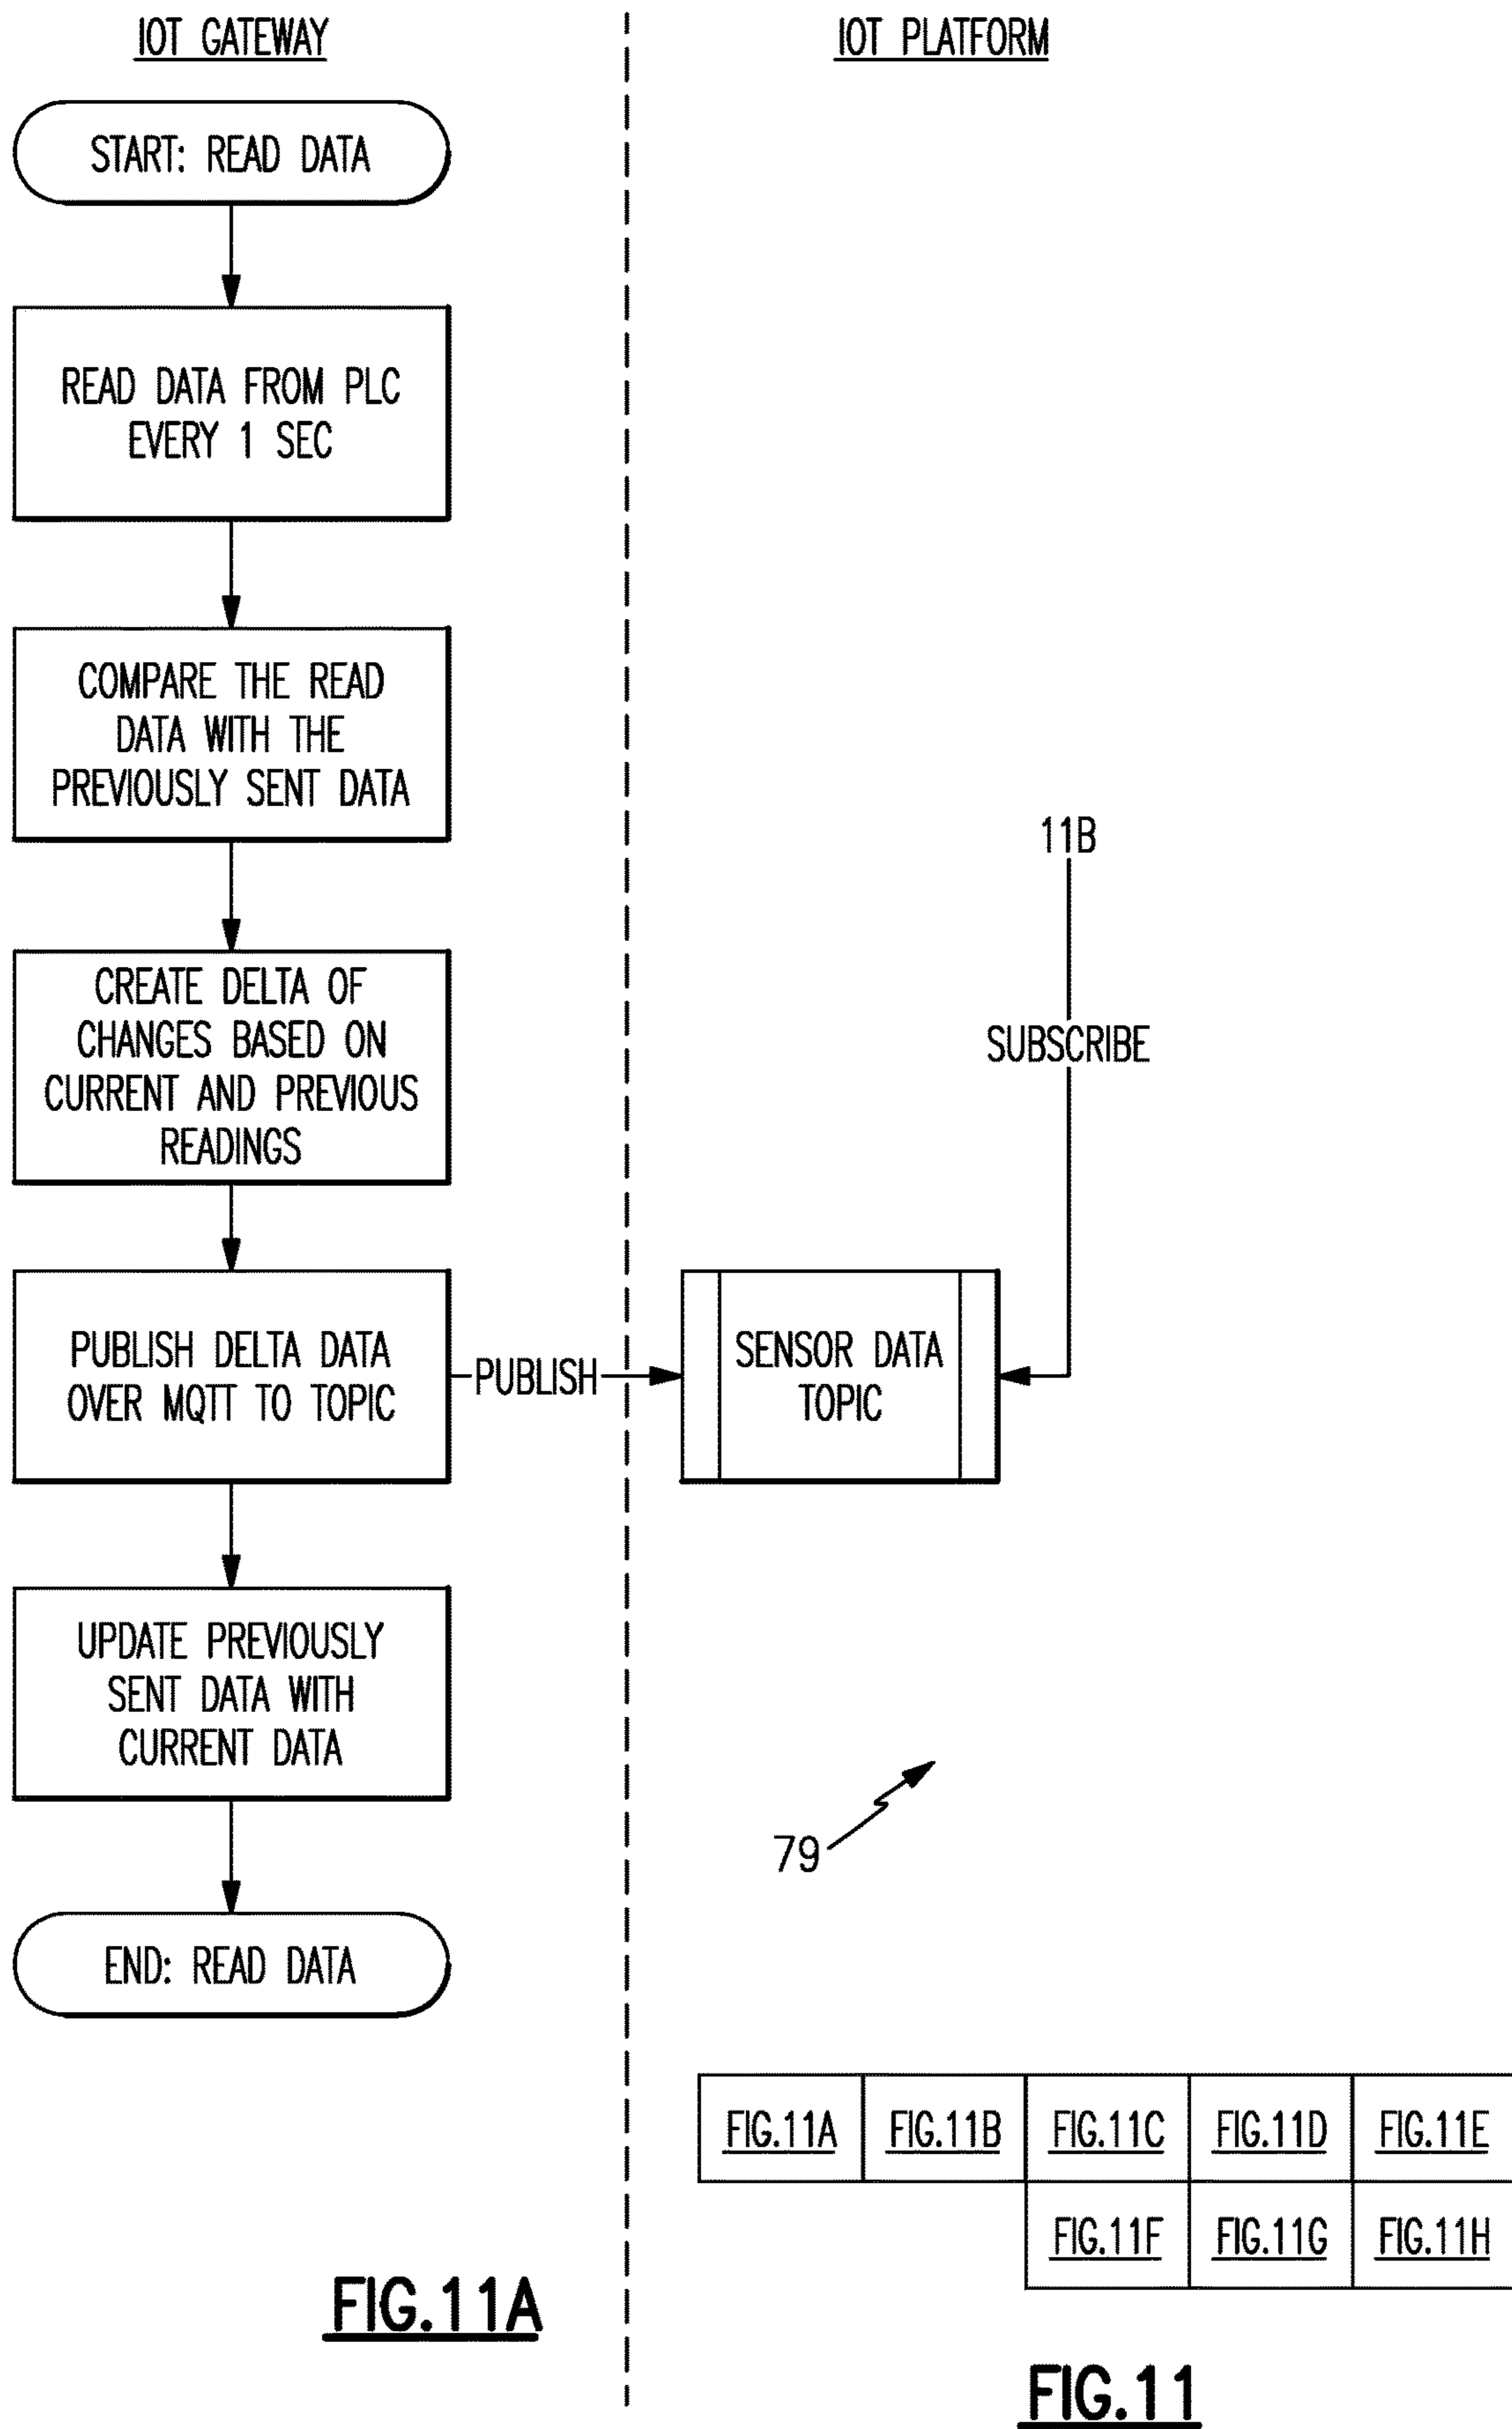 IOT GATEWAY
IOT PLATFORM
START: READ DATA
READ DATA FROM PLC
EVERY 1 SEC
COMPARE THE READ
DATA WITH THE
PREVIOUSLY SENT DATA
11B
CREATE DELTA OF
CHANGES BASED ON
CURRENT AND PREVIOUS
READINGS
SUBSCRIBE
PUBLISH DELTA DATA
OVER MQTT TO TOPIC
PUBLISH
SENSOR DATA
TOPIC
UPDATE PREVIOUSLY
SENT DATA WITH
CURRENT DATA
79
END: READ DATA
FIG.11A FIG.11B FIG.11C FIG.11D FIG.11E
FIG.11F FIG.11G FIG.11H
FIG.11A
FIG.11